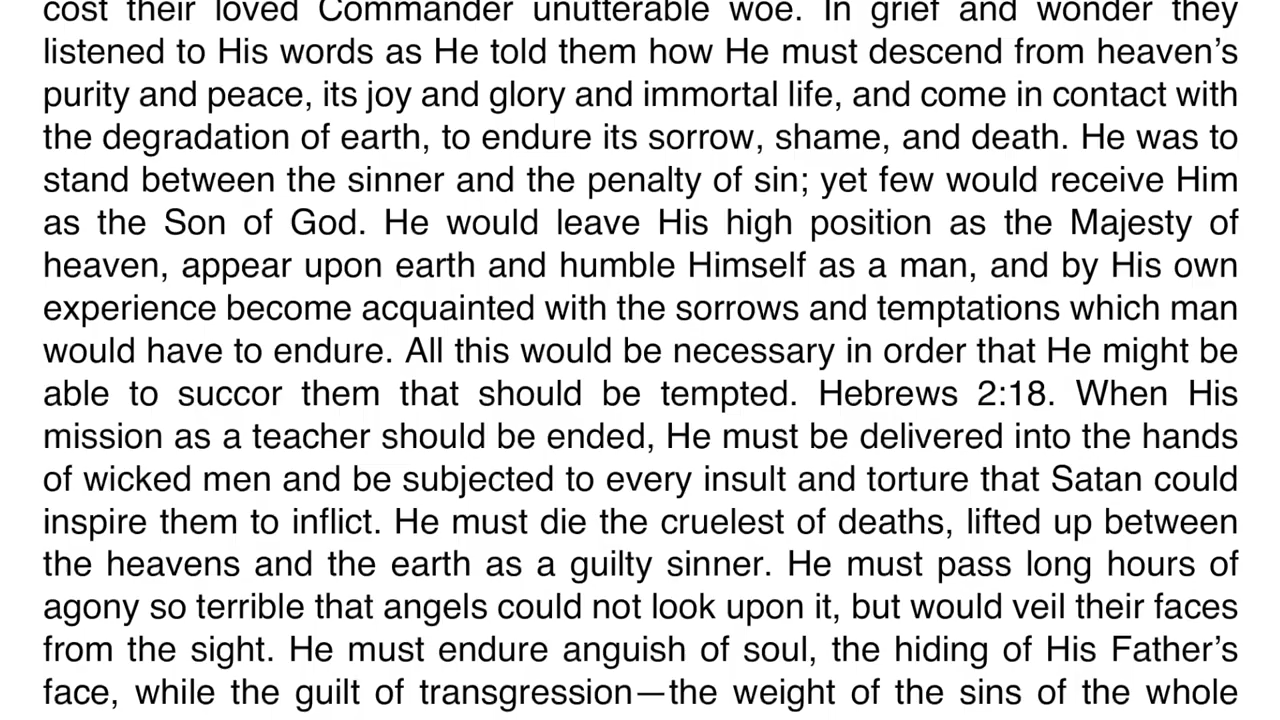 cost their loved Commander unutterable woe. In grief and wonder they
listened to His words as He told them how He must descend from heaven’s
purity and peace, its joy and glory and immortal life, and come in contact with
the degradation of earth, to endure its sorrow, shame, and death. He was to
stand between the sinner and the penalty of sin; yet few would receive Him
as the Son of God. He would leave His high position as the Majesty of
heaven, appear upon earth and humble Himself as a man, and by His own
experience become acquainted with the sorrows and temptations which man
would have to endure. All this would be necessary in order that He might be
able to succor them that should be tempted. Hebrews 2:18. When His
mission as a teacher should be ended, He must be delivered into the hands
of wicked men and be subjected to every insult and torture that Satan could
inspire them to inflict. He must die the cruelest of deaths, lifted up between
the heavens and the earth as a guilty sinner. He must pass long hours of
agony so terrible that angels could not look upon it, but would veil their faces
from the sight. He must endure anguish of soul, the hiding of His Father’s
face, while the guilt of transgression—the weight of the sins of the whole